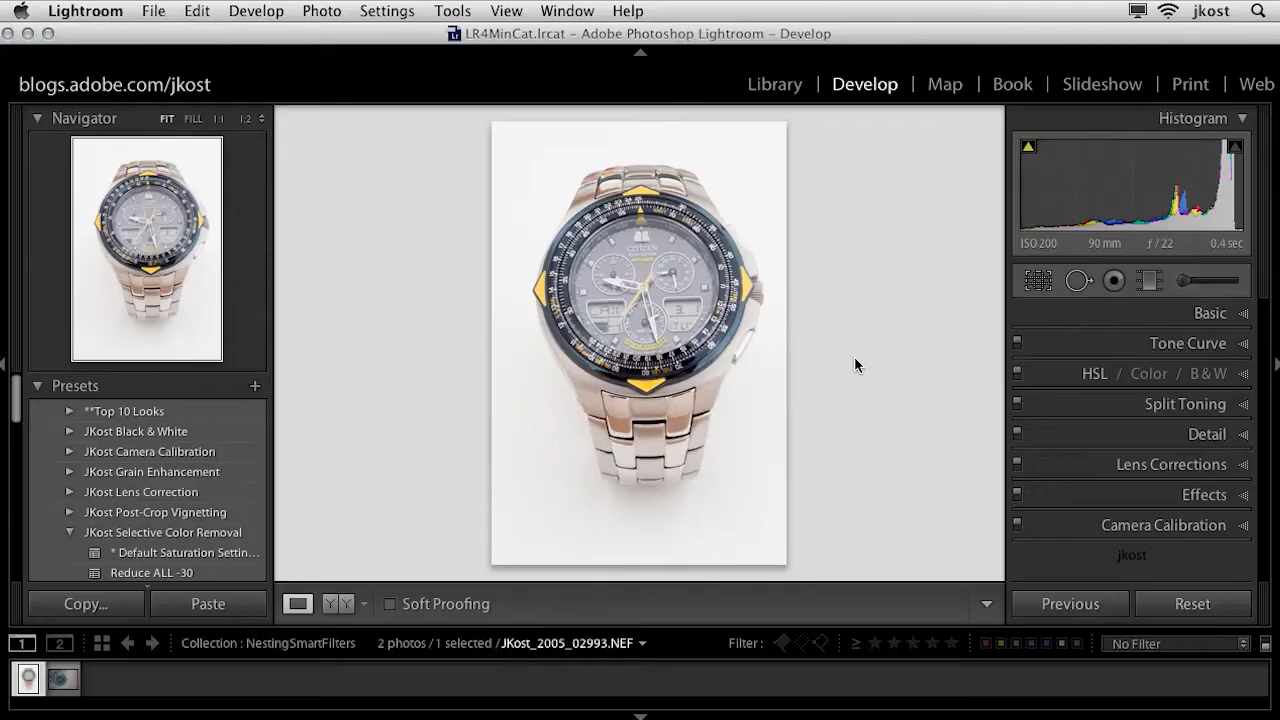 Lightroom File Edit Develop Photo Settings Tools View Window Help jkost
LR4MinCat.lrcat – Adobe Photoshop Lightroom – Develop
blogs.adobe.com/jkost Library | Develop | Map | Book | Slideshow | Print | Web
Navigator FIT FILL 1:1 1:2
Histogram
CITIZEN
ISO 200 90 mm ƒ / 22 0.4 sec
Basic
Tone Curve
HSL / Color / B & W
Split Toning
Detail
Lens Corrections
Effects
Camera Calibration
jkost
Presets +
**Top 10 Looks
JKost Black & White
JKost Camera Calibration
JKost Grain Enhancement
JKost Lens Correction
JKost Post-Crop Vignetting
JKost Selective Color Removal
* Default Saturation Settin...
Reduce ALL -30
Copy... Paste YY Soft Proofing Previous Reset
1 2 Collection : NestingSmartFilters 2 photos / 1 selected / JKost_2005_02993.NEF Filter : ≥ No Filter